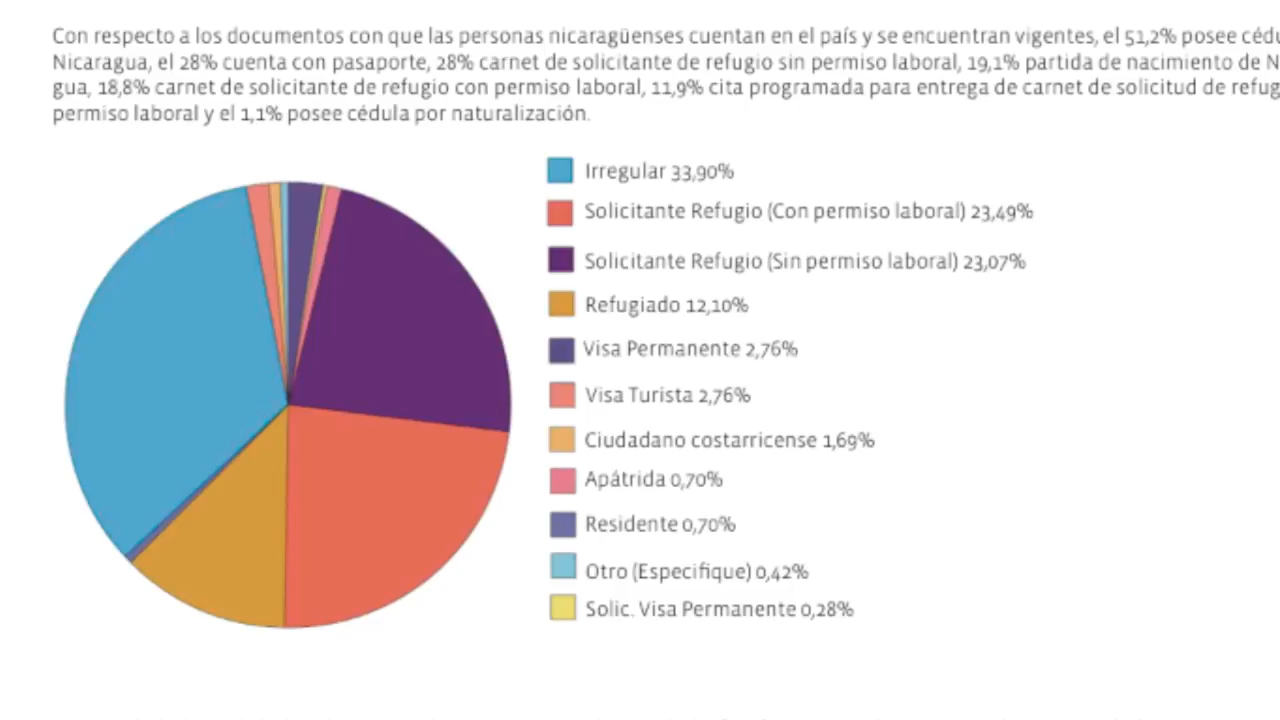 Con respecto a los documentos con que las personas nicaragüenses cuentan en el país y se encuentran vigentes, el 51,2% posee
Nicaragua, el 28% cuenta con pasaporte, 28% carnet de solicitante de refugio sin permiso laboral, 19,1% partida de nacimiento de
gua, 18,8% carnet de solicitante de refugio con permiso laboral, 11,9% cita programada para entrega de carnet de solicitud de
permiso laboral y el 1,1% posee cédula por naturalización.
Irregular 33,90%
Solicitante Refugio (Con permiso laboral) 23,49%
Solicitante Refugio (Sin permiso laboral) 23,07%
Refugiado 12,10%
Visa Permanente 2,76%
Visa Turista 2,76%
Ciudadano costarricense 1,69%
Apátrida 0,70%
Residente 0,70%
Otro (Especifique) 0,42%
Solic. Visa Permanente 0,28%